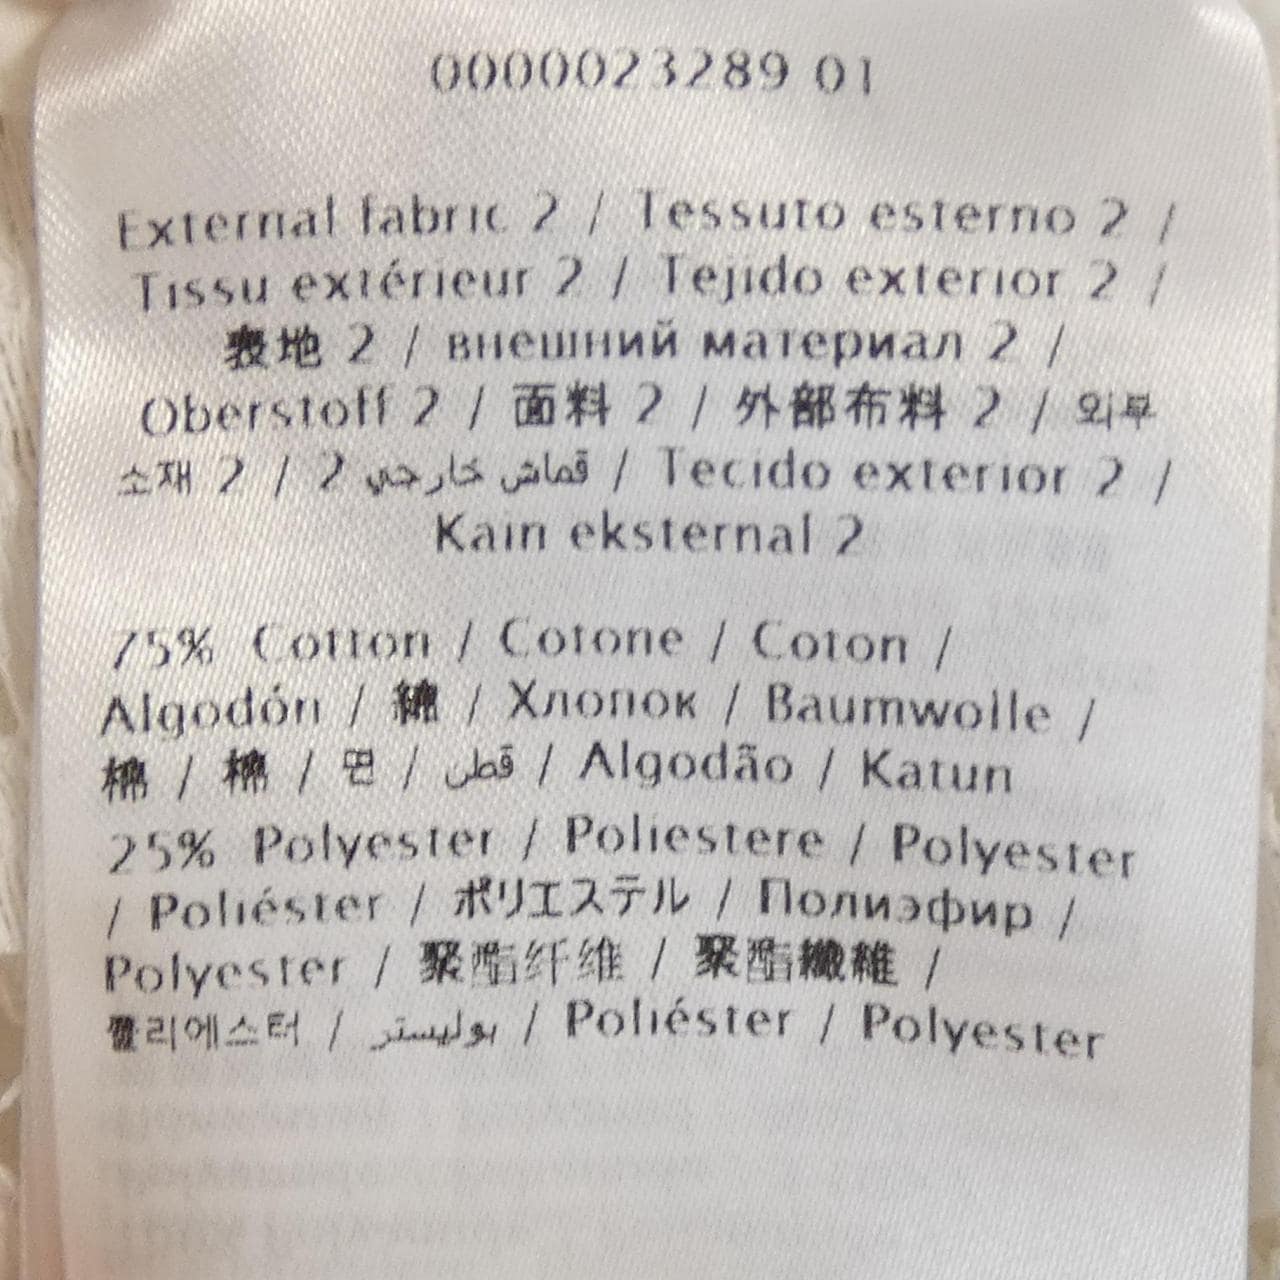 0000023289 01
External fabric 2 / Tessuto esterno 2 /
Tissu extérieur 2 / Tejido exterior 2 /
表地 2 / внешний материал 2 /
Oberstoff 2 / 面料 2 / 外部布料 2 / 외부
소재 2 / قماش خارجي 2 / Tecido exterior 2 /
Kain eksternal 2
75% Cotton / Cotone / Coton /
Algodón / 綿 / Хлопок / Baumwolle /
棉 / 棉 / 면 / قطن / Algodão / Katun
25% Polyester / Poliestere / Polyester
/ Poliéster / ポリエステル / Полиэфир /
Polyester / 聚酯纤维 / 聚酯纖維 /
폴리에스터 / بوليستر / Poliéster / Polyester